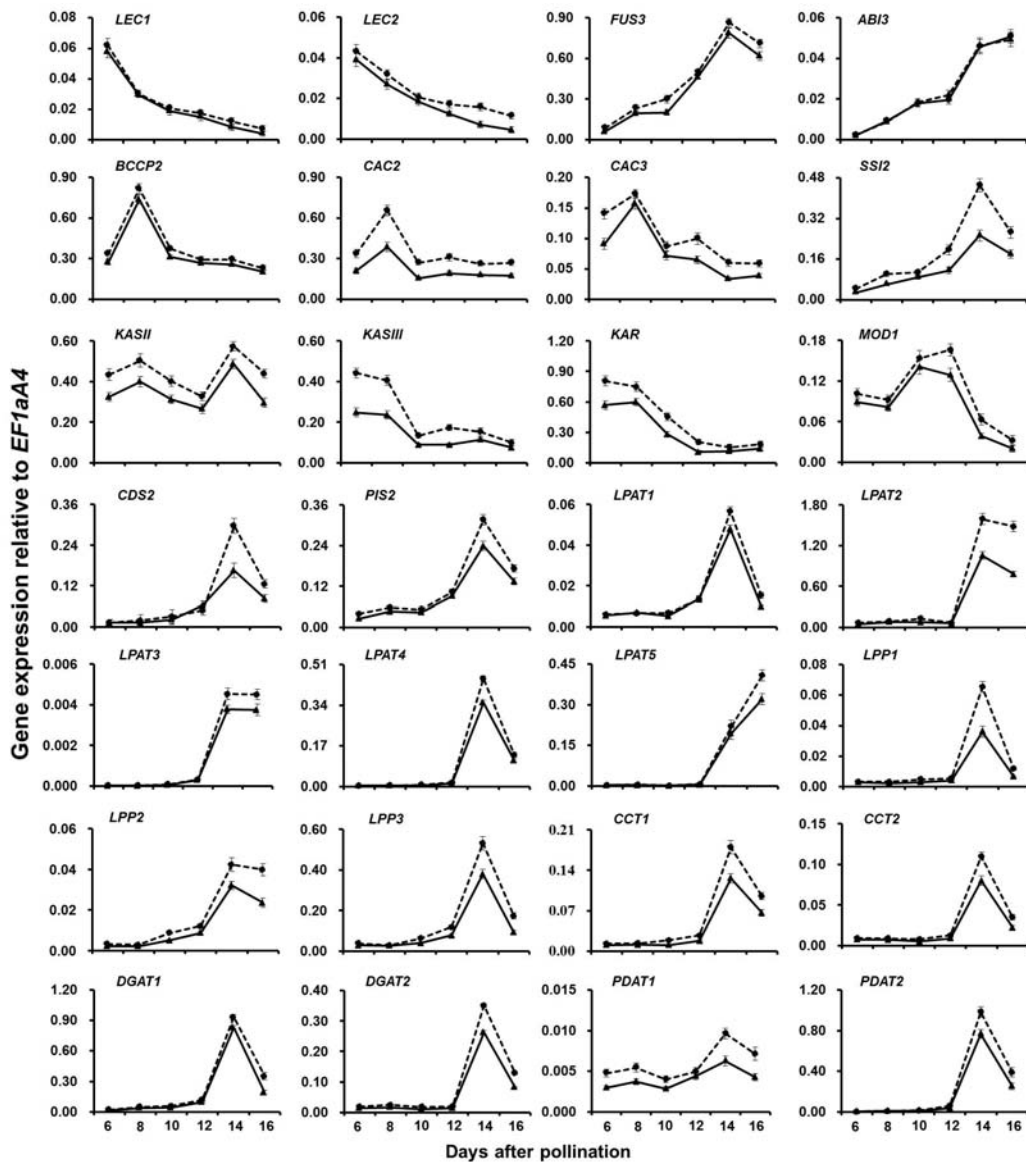 LEC1 LEC2 FUS3 ABI3
0.08 0.06 0.90 0.06
0.06 0.04 0.60 0.04
0.04 0.02 0.30 0.02
0.02 0.00 0.00 0.00
0.00
BCCP2 CAC2 CAC3 SSI2
0.90 0.90 0.20 0.48
0.60 0.60 0.15 0.32
0.30 0.30 0.10 0.16
0.00 0.00 0.05 0.00
0.00
KASII KASIII KAR MOD1
0.60 0.60 1.20 0.18
0.40 0.40 0.90 0.12
0.20 0.20 0.60 0.06
0.00 0.00 0.30 0.00
0.00
CDS2 PIS2 LPAT1 LPAT2
0.36 0.36 0.06 1.80
0.24 0.24 0.04 1.20
0.12 0.12 0.02 0.60
0.00 0.00 0.00 0.00
LPAT3 LPAT4 LPAT5 LPP1
0.006 0.51 0.45 0.08
0.004 0.34 0.30 0.06
0.002 0.17 0.15 0.04
0.000 0.00 0.00 0.02
0.00
LPP2 LPP3 CCT1 CCT2
0.06 0.60 0.21 0.15
0.04 0.40 0.14 0.10
0.02 0.20 0.07 0.05
0.00 0.00 0.00 0.00
DGAT1 DGAT2 PDAT1 PDAT2
1.20 0.40 0.015 1.20
0.90 0.30 0.010 0.80
0.60 0.20 0.005 0.40
0.30 0.10 0.000 0.00
0.00 0.00
6 8 10 12 14 16 6 8 10 12 14 16 6 8 10 12 14 16 6 8 10 12 14 16
Gene expression relative to EF1aA4
Days after pollination